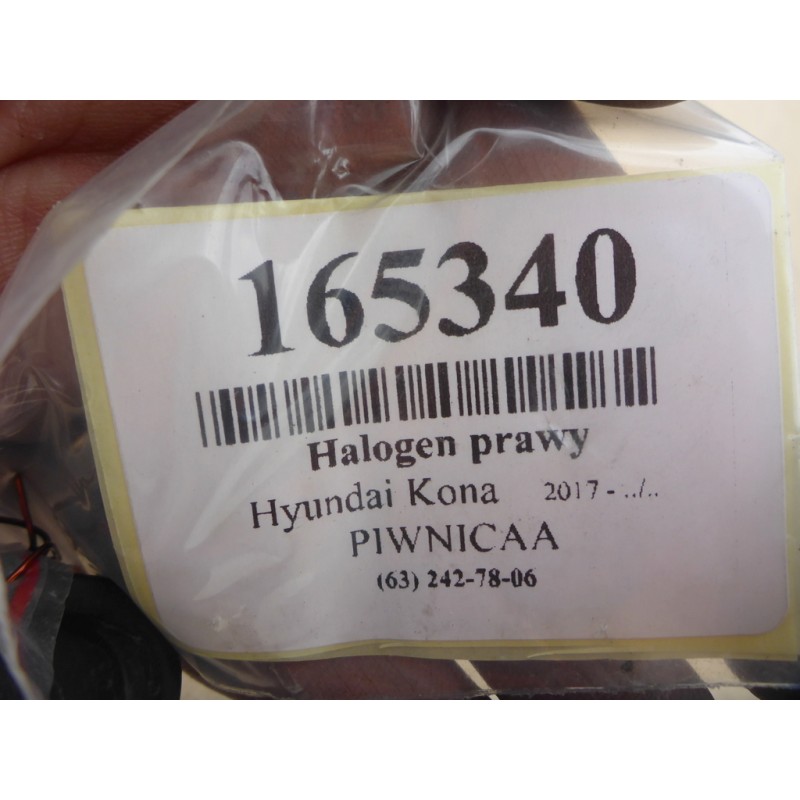 165340
Halogen prawy
Hyundai Kona 2017 - ../..
PIWNICAA
(63) 242-78-06